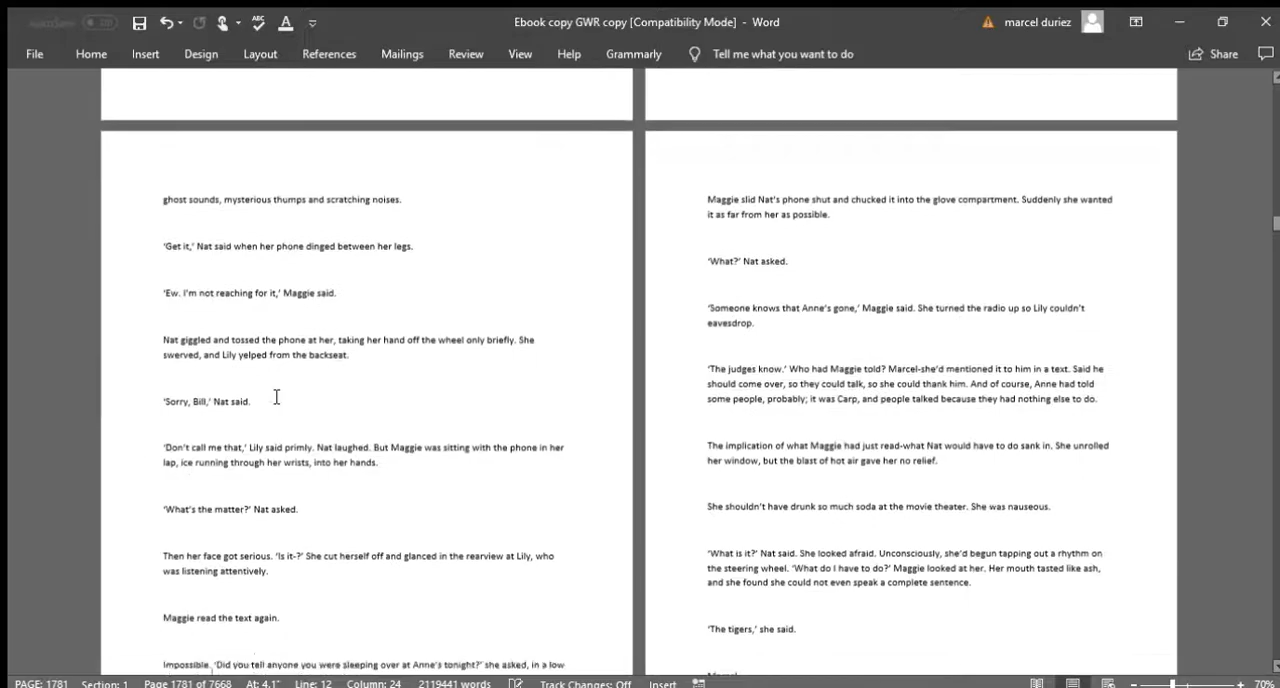 Ebook copy GWR copy [Compatibility Mode] - Word
marcel duriez
File Home Insert Design Layout References Mailings Review View Help Grammarly Tell me what you want to do Share
ghost sounds, mysterious thumps and scratching noises.
'Get it,' Nat said when her phone dinged between her legs.
'Ew. I'm not reaching for it,' Maggie said.
Nat giggled and tossed the phone at her, taking her hand off the wheel only briefly. She
swerved, and Lily yelped from the backseat.
'Sorry, Bill,' Nat said.
'Don't call me that,' Lily said primly. Nat laughed. But Maggie was sitting with the phone in her
lap, ice running through her wrists, into her hands.
'What's the matter?' Nat asked.
Then her face got serious. 'Is it-?' She cut herself off and glanced in the rearview at Lily, who
was listening attentively.
Maggie read the text again.
Impossible. 'Did you tell anyone you were sleeping over at Anne's tonight?' she asked, in a low
Maggie slid Nat's phone shut and chucked it into the glove compartment. Suddenly she wanted
it as far from her as possible.
'What?' Nat asked.
'Someone knows that Anne's gone,' Maggie said. She turned the radio up so Lily couldn't
eavesdrop.
'The judges know.' Who had Maggie told? Marcel-she'd mentioned it to him in a text. Said he
should come over, so they could talk, so she could thank him. And of course, Anne had told
some people, probably; it was Carp, and people talked because they had nothing else to do.
The implication of what Maggie had just read-what Nat would have to do sank in. She unrolled
her window, but the blast of hot air gave her no relief.
She shouldn't have drunk so much soda at the movie theater. She was nauseous.
'What is it?' Nat said. She looked afraid. Unconsciously, she'd begun tapping out a rhythm on
the steering wheel. 'What do I have to do?' Maggie looked at her. Her mouth tasted like ash,
and she found she could not even speak a complete sentence.
'The tigers,' she said.
PAGE: 1781 Section: 1 Page 1781 of 7668 At: 4.1" Line: 12 Column: 24 2119441 words Track Changes: Off Insert 70%